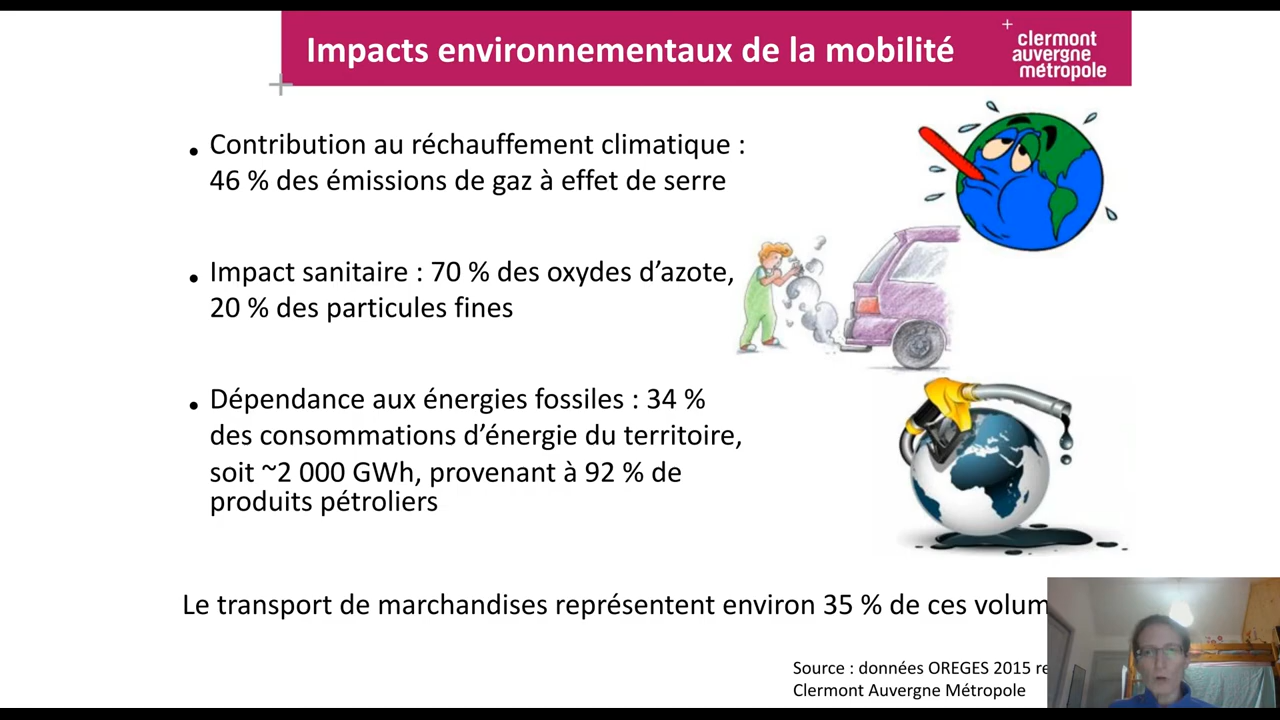 Impacts environnementaux de la mobilité
clermont
auvergne
métropole
• Contribution au réchauffement climatique :
46 % des émissions de gaz à effet de serre
• Impact sanitaire : 70 % des oxydes d’azote,
20 % des particules fines
• Dépendance aux énergies fossiles : 34 %
des consommations d’énergie du territoire,
soit ~2 000 GWh, provenant à 92 % de
produits pétroliers
Le transport de marchandises représentent environ 35 % de ces
Source : données OREGES 2015
Clermont Auvergne Métropole